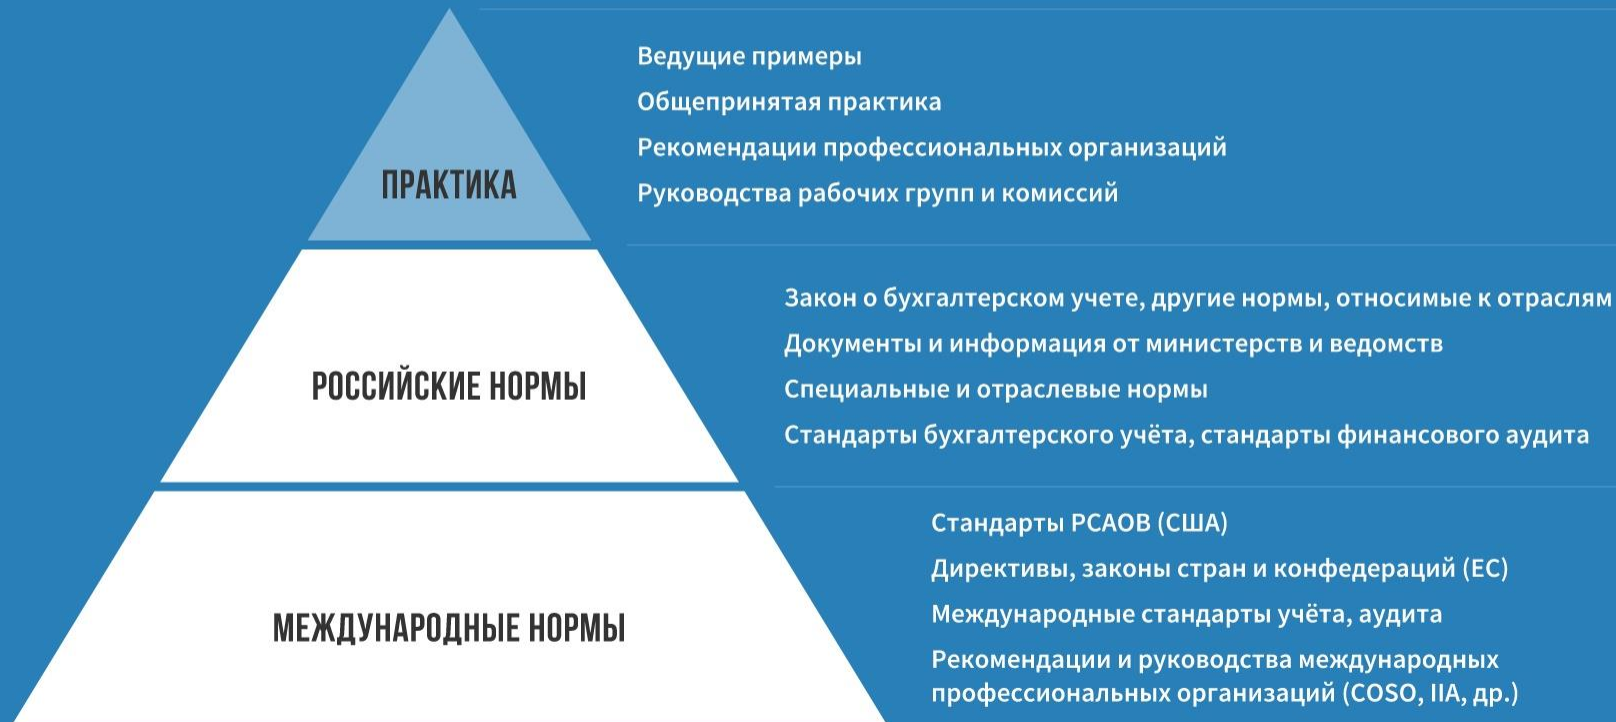 Ведущие примеры
Общепринятая практика
Рекомендации профессиональных организаций
Руководства рабочих групп и комиссий
ПРАКТИКА
Закон о бухгалтерском учете, другие нормы, относимые к отраслям
Документы и информация от министерств и ведомств
Специальные и отраслевые нормы
Стандарты бухгалтерского учёта, стандарты финансового аудита
РОССИЙСКИЕ НОРМЫ
Стандарты PCAOB (США)
Директивы, законы стран и конфедераций (ЕС)
Международные стандарты учёта, аудита
Рекомендации и руководства международных
профессиональных организаций (COSO, IIA, др.)
МЕЖДУНАРОДНЫЕ НОРМЫ